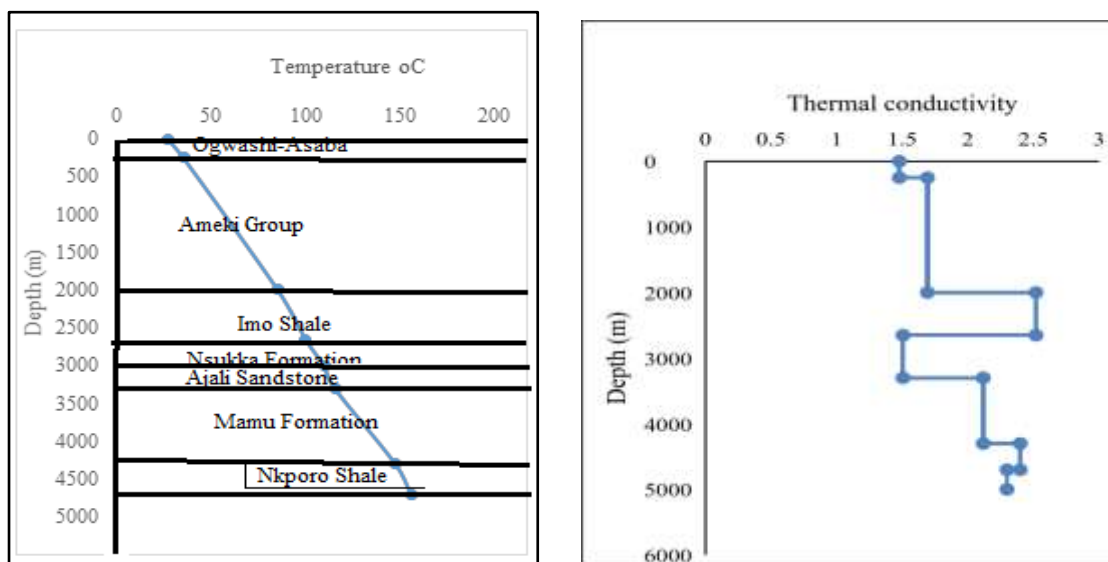 Temperature oC
0 50 100 150 200
0
Ogwashi-Asaba
500
1000
Ameki Group
1500
2000
Imo Shale
2500
Nsukka Formation
3000
Ajali Sandstone
3500
Mamu Formation
4000
4500
Nkporo Shale
5000
Depth (m)
Thermal conductivity
0 0.5 1 1.5 2 2.5 3
0
1000
2000
3000
4000
5000
6000
Depth (m)